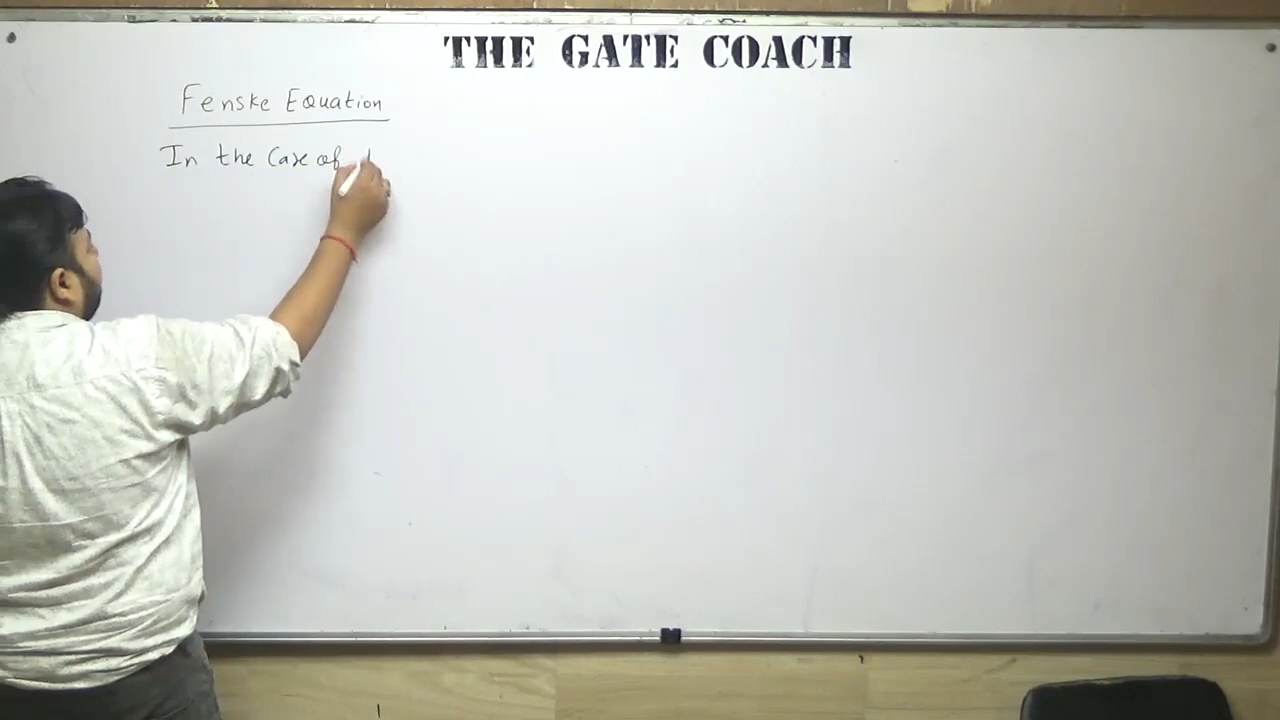 THE GATE COACH
Fenske Equation
In the Case of